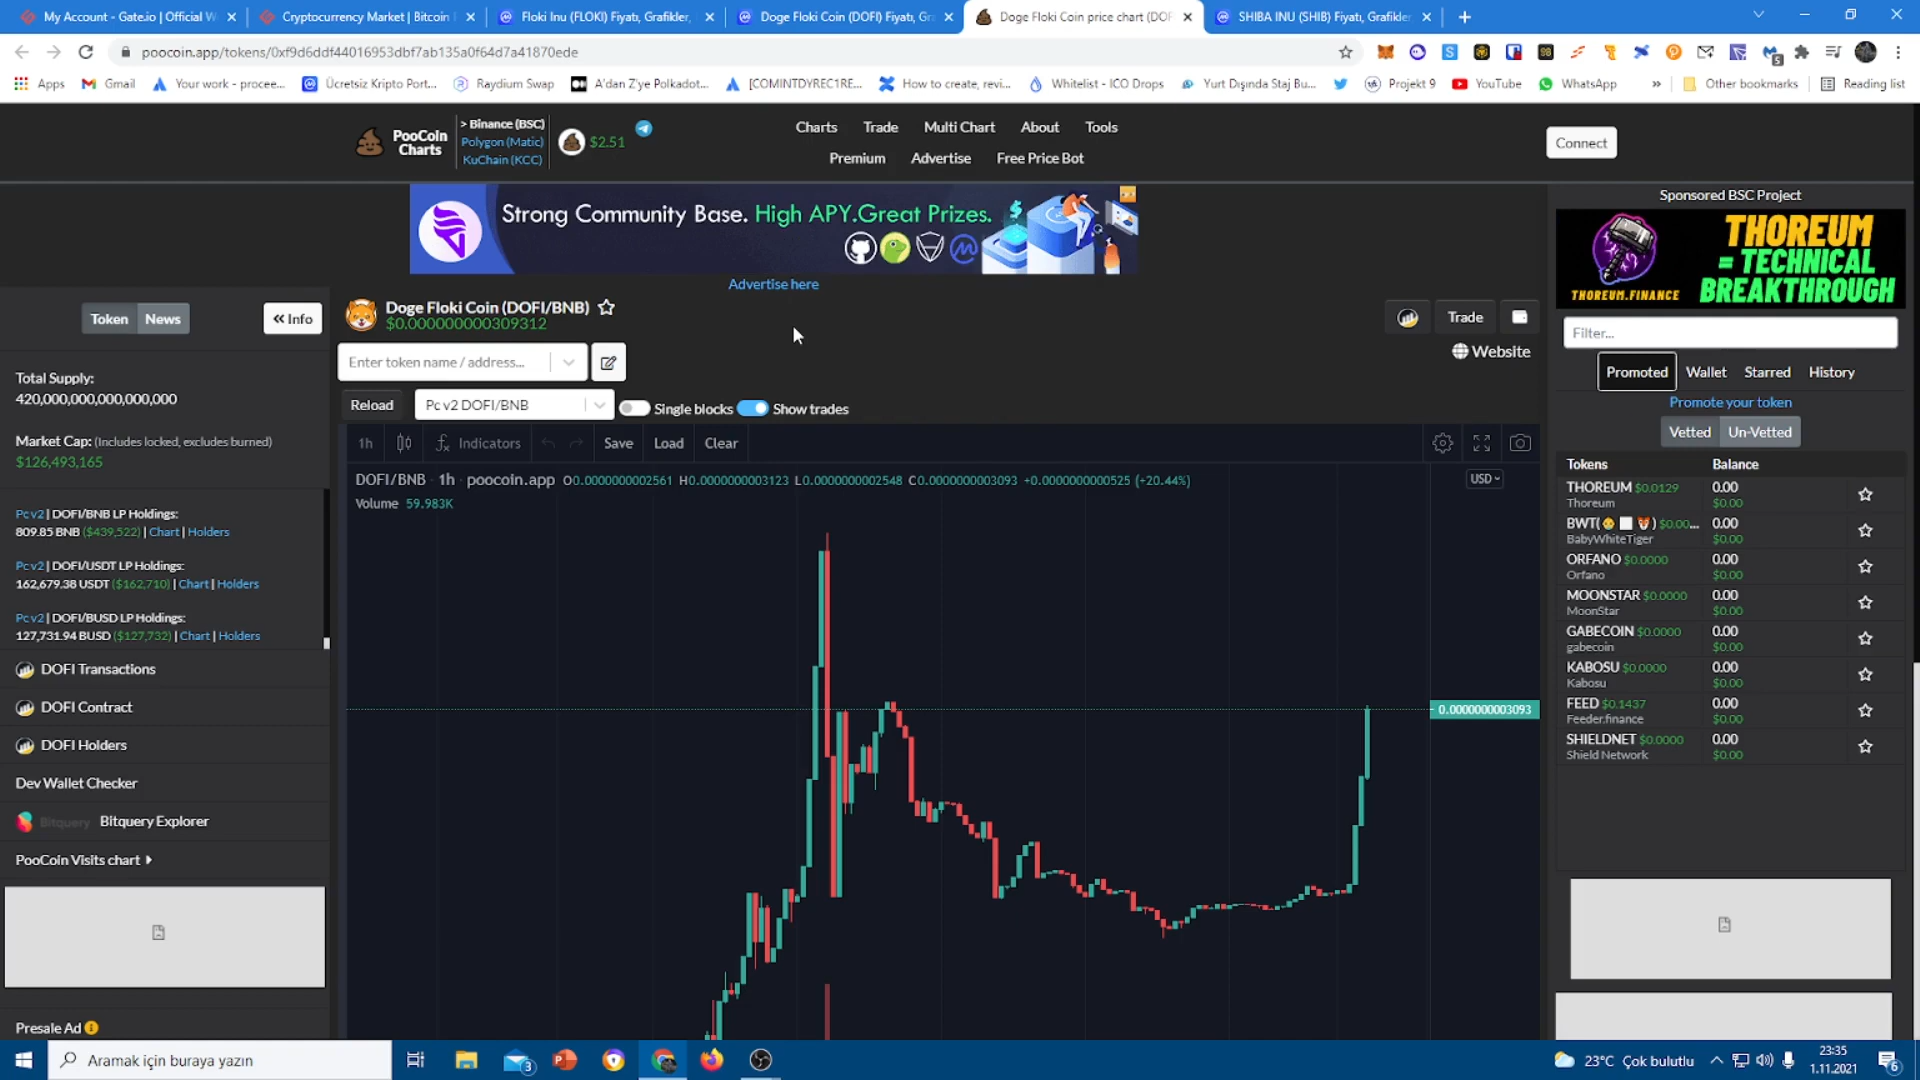 My Account - Gate.io | Official W
Cryptocurrency Market | Bitcoin
Floki Inu (FLOKI) Fiyatı, Grafikler,
Doge Floki Coin (DOFI) Fiyatı, Gra
Doge Floki Coin price chart (DOF
SHIBA INU (SHIB) Fiyatı, Grafikler
poocoin.app/tokens/0xf9d6ddf44016953dbf7ab135a0f64d7a41870ede
Apps
Gmail
Your work - procee...
Ücretsiz Kripto Port...
Raydium Swap
A'dan Z'ye Polkadot...
[COMINTDYREC1RE...
How to create, revi...
Whitelist - ICO Drops
Yurt Dışında Staj Bu...
Projekt 9
YouTube
WhatsApp
»
Other bookmarks
Reading list
PooCoin
Charts
> Binance (BSC)
Polygon (Matic)
KuChain (KCC)
$2.51
Charts
Trade
Multi Chart
About
Tools
Premium
Advertise
Free Price Bot
Connect
Strong Community Base. High APY.Great Prizes.
Advertise here
Sponsored BSC Project
THOREUM
= TECHNICAL
BREAKTHROUGH
THOREUM.FINANCE
Token
News
« Info
Doge Floki Coin (DOFI/BNB)
$0.000000000309312
Trade
Website
Enter token name / address...
Reload
Pc v2 DOFI/BNB
Single blocks
Show trades
Filter...
Promoted
Wallet
Starred
History
Promote your token
Vetted
Un-Vetted
Total Supply:
420,000,000,000,000,000
Market Cap: (Includes locked, excludes burned)
$126,493,165
Pc v2 | DOFI/BNB LP Holdings:
809.85 BNB ($439,522) | Chart | Holders
Pc v2 | DOFI/USDT LP Holdings:
162,679.38 USDT ($162,710) | Chart | Holders
Pc v2 | DOFI/BUSD LP Holdings:
127,731.94 BUSD ($127,732) | Chart | Holders
DOFI Transactions
DOFI Contract
DOFI Holders
Dev Wallet Checker
Bitquery
Bitquery Explorer
PooCoin Visits chart
Presale Ad
1h
Indicators
Save
Load
Clear
DOFI/BNB · 1h · poocoin.app O0.0000000002561 H0.0000000003123 L0.0000000002548 C0.0000000003093 +0.0000000000525 (+20.44%)
Volume 59.983K
USD
0.0000000003093
Tokens
Balance
THOREUM $0.0129
0.00
Thoreum
$0.00
BWT( ) $0.00...
0.00
BabyWhiteTiger
$0.00
ORFANO $0.0000
0.00
Orfano
$0.00
MOONSTAR $0.0000
0.00
MoonStar
$0.00
GABECOIN $0.0000
0.00
gabecoin
$0.00
KABOSU $0.0000
0.00
Kabosu
$0.00
FEED $0.1437
0.00
Feeder.finance
$0.00
SHIELDNET $0.0000
0.00
Shield Network
$0.00
Aramak için buraya yazın
3
23°C Çok bulutlu
23:35
1.11.2021
6